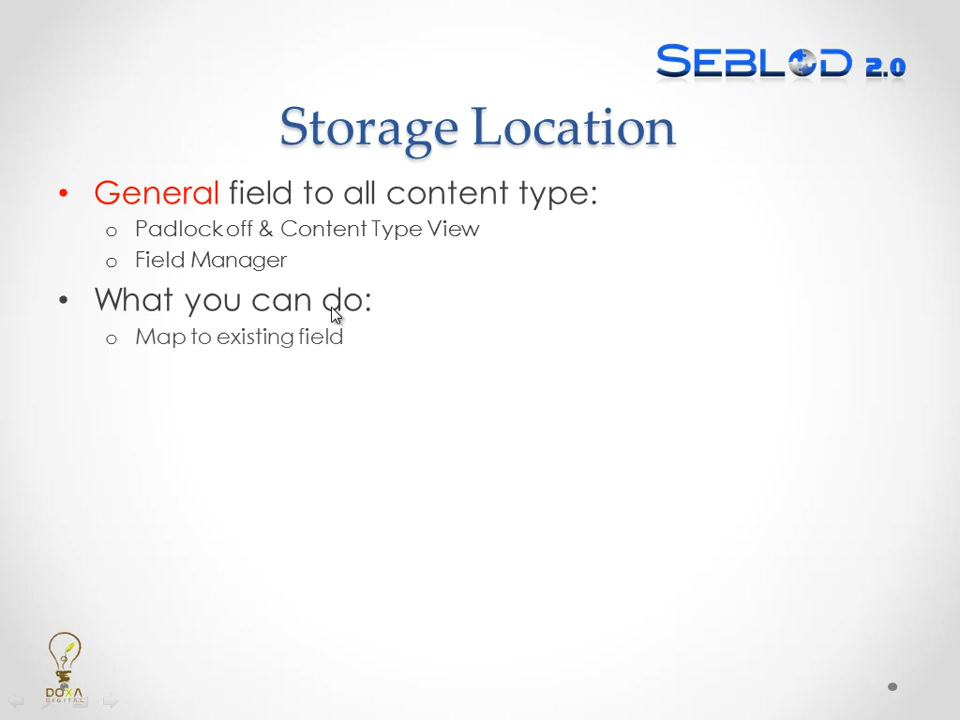 SEBLOD 2.0
Storage Location
• General field to all content type:
o Padlock off & Content Type View
o Field Manager
• What you can do:
o Map to existing field
DOXA
DIGITAL